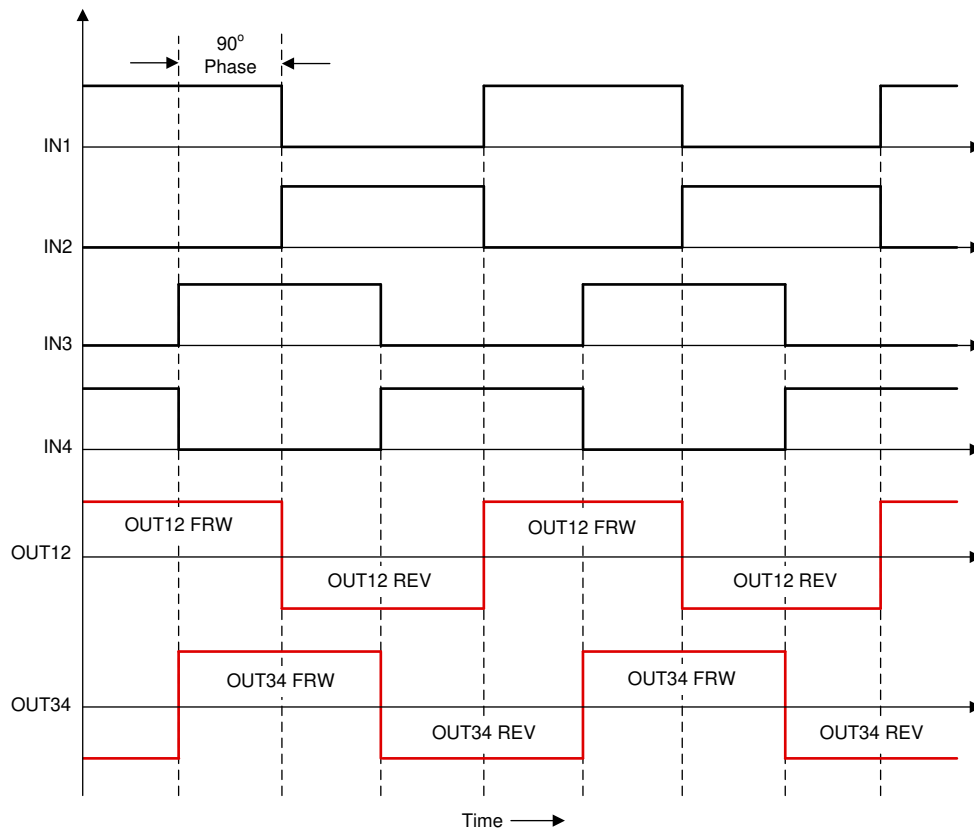 90o
Phase
IN1
IN2
IN3
IN4
OUT12 FRW
OUT12 FRW
OUT12
OUT12 REV
OUT12 REV
OUT34 FRW
OUT34 FRW
OUT34
OUT34 REV
OUT34 REV
Time